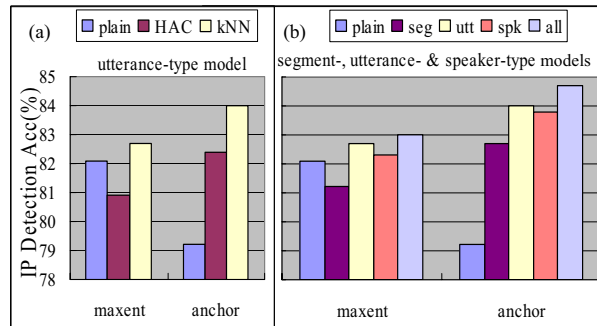 (a) plain HAC kNN
(b) plain seg utt spk all
utterance-type model
segment-, utterance- & speaker-type models
IP Detection Acc(%)
85
84
83
82
81
80
79
78
maxent anchor
maxent anchor